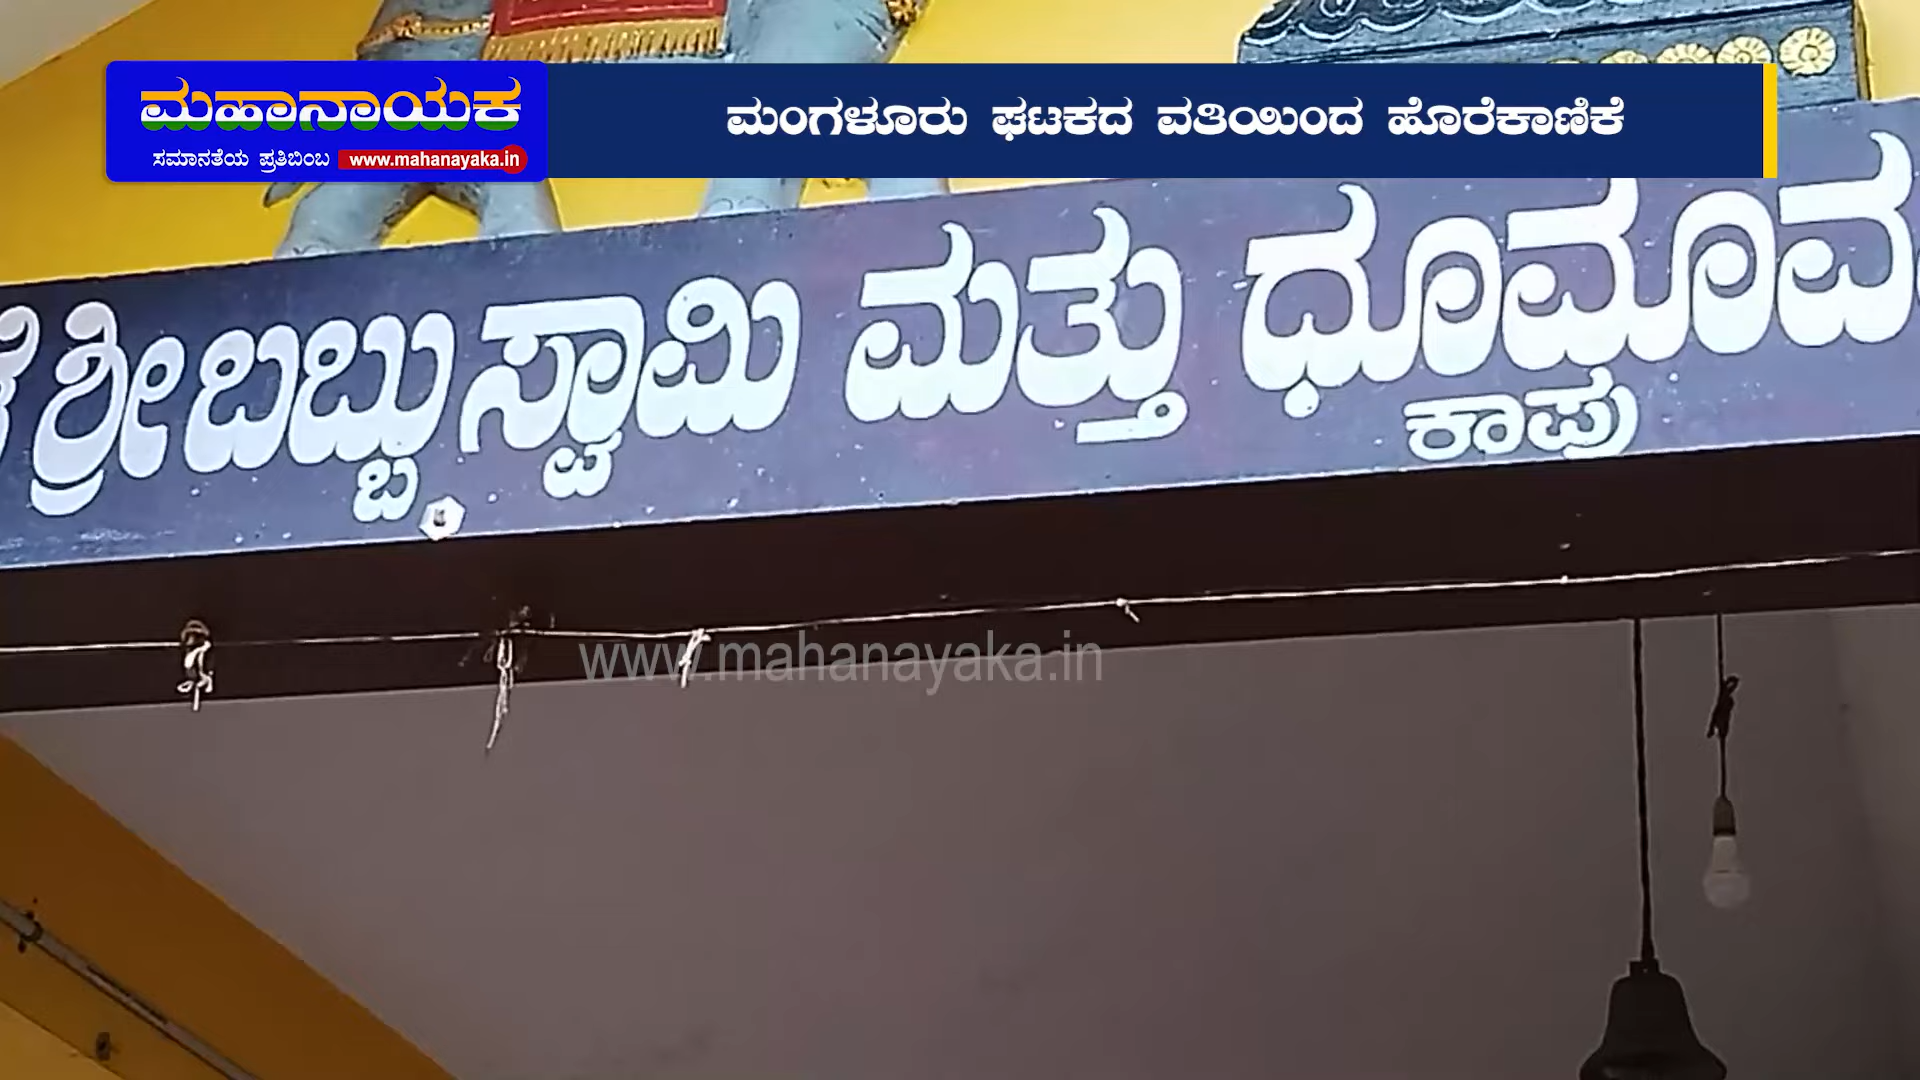 ಮಹಾನಾಯಕ
ಸಮಾನತೆಯ ಪ್ರತಿಬಿಂಬ www.mahanayaka.in
ಮಂಗಳೂರು ಘಟಕದ ವತಿಯಿಂದ ಹೊರೆಕಾಣಿಕೆ
ಶ್ರೀ ಬಬ್ಬುಸ್ವಾಮಿ ಮತ್ತು
ಕಾಪು
www.mahanayaka.in